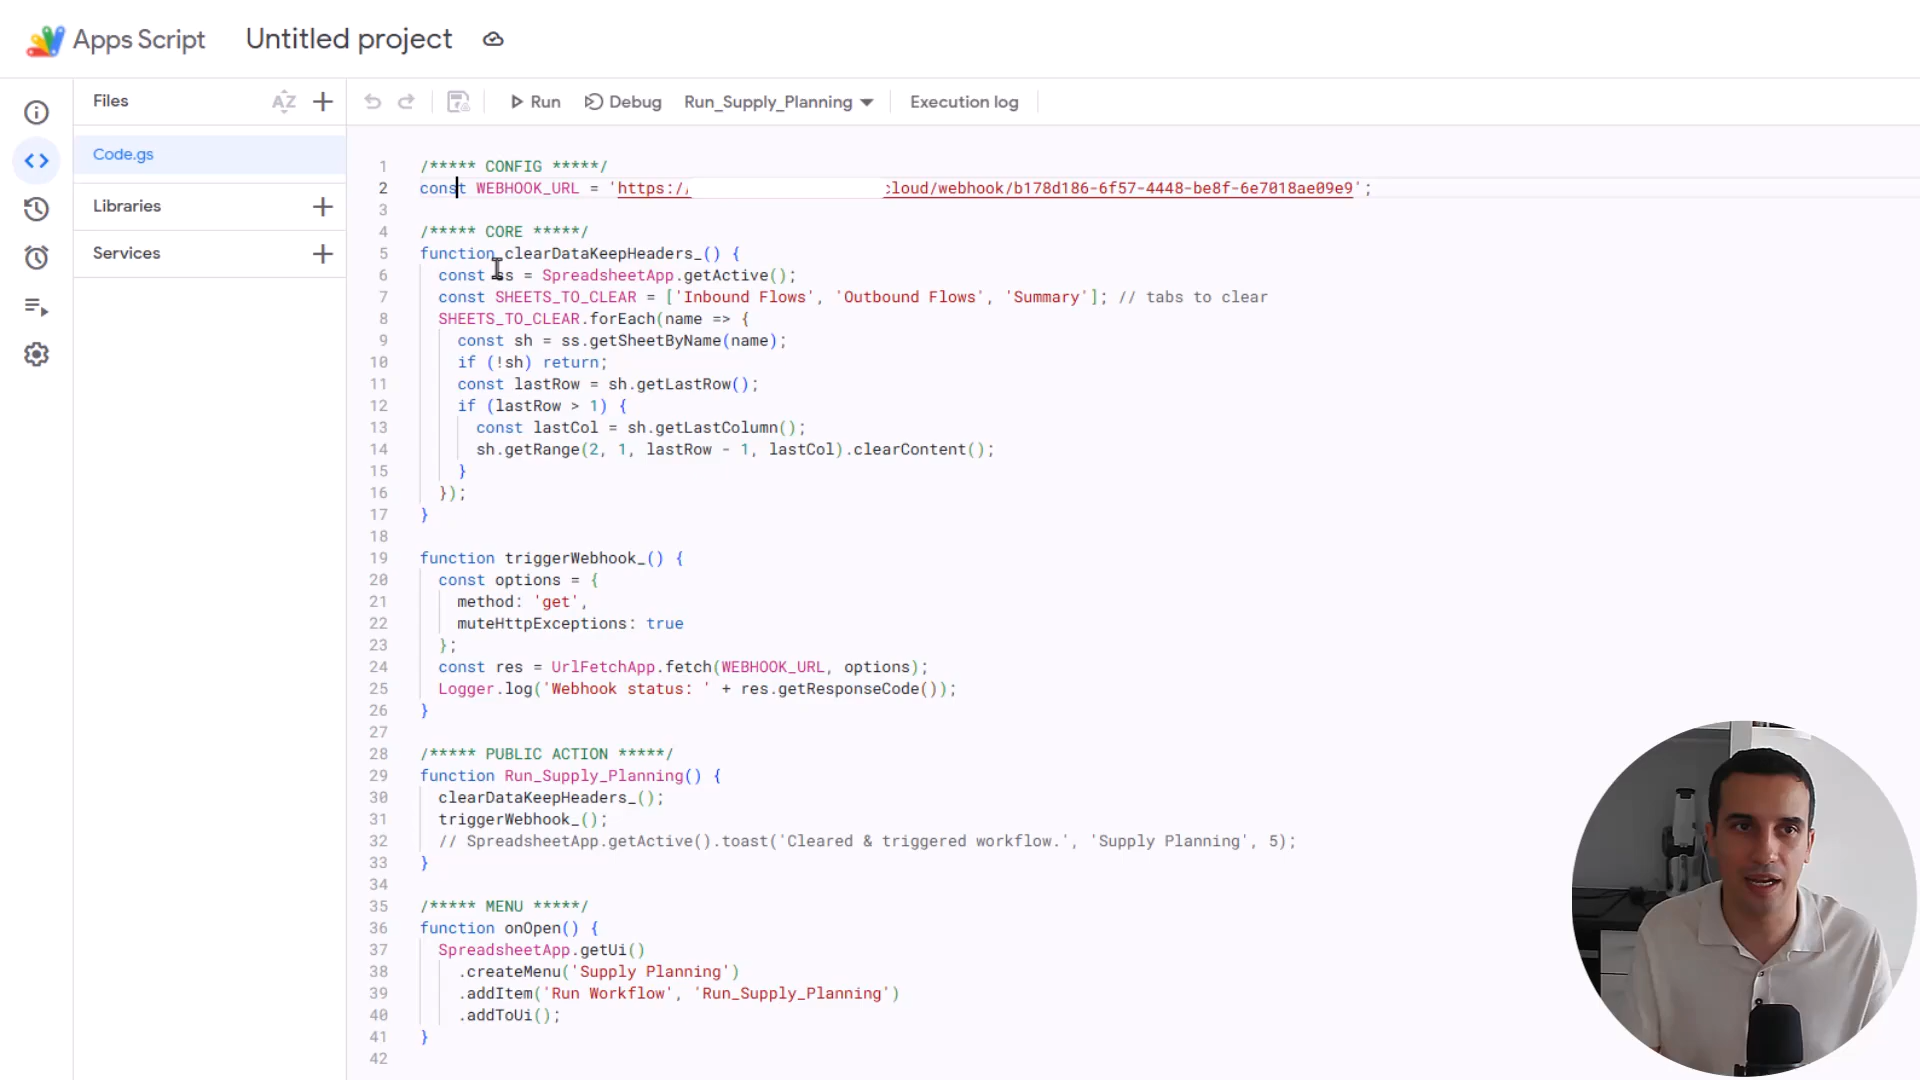 Apps Script Untitled project
Files AZ
Run Debug Run_Supply_Planning Execution log
Code.gs
Libraries
Services
1 /***** CONFIG *****/
2 const WEBHOOK_URL = 'https:// cloud/webhook/b178d186-6f57-4448-be8f-6e7018ae09e9';
3
4 /***** CORE *****/
5 function clearDataKeepHeaders_() {
6 const ss = SpreadsheetApp.getActive();
7 const SHEETS_TO_CLEAR = ['Inbound Flows', 'Outbound Flows', 'Summary']; // tabs to clear
8 SHEETS_TO_CLEAR.forEach(name => {
9 const sh = ss.getSheetByName(name);
10 if (!sh) return;
11 const lastRow = sh.getLastRow();
12 if (lastRow > 1) {
13 const lastCol = sh.getLastColumn();
14 sh.getRange(2, 1, lastRow - 1, lastCol).clearContent();
15 }
16 });
17 }
18
19 function triggerWebhook_() {
20 const options = {
21 method: 'get',
22 muteHttpExceptions: true
23 };
24 const res = UrlFetchApp.fetch(WEBHOOK_URL, options);
25 Logger.log('Webhook status: ' + res.getResponseCode());
26 }
27
28 /***** PUBLIC ACTION *****/
29 function Run_Supply_Planning() {
30 clearDataKeepHeaders_();
31 triggerWebhook_();
32 // SpreadsheetApp.getActive().toast('Cleared & triggered workflow.', 'Supply Planning', 5);
33 }
34
35 /***** MENU *****/
36 function onOpen() {
37 SpreadsheetApp.getUi()
38 .createMenu('Supply Planning')
39 .addItem('Run Workflow', 'Run_Supply_Planning')
40 .addToUi();
41 }
42